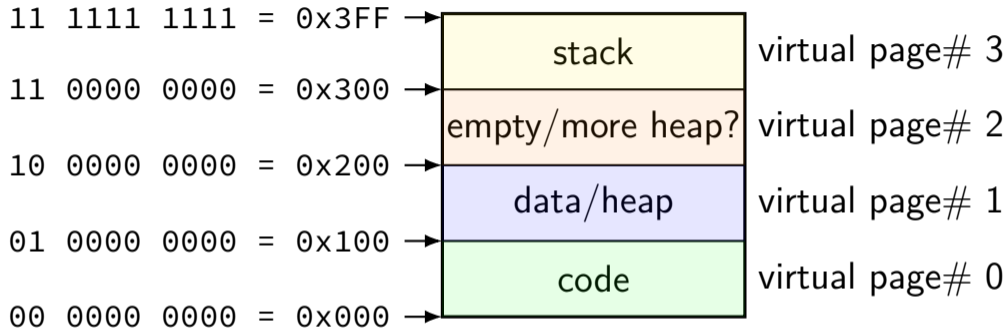 11 1111 1111 = 0x3FF
stack
virtual page# 3
11 0000 0000 = 0x300
empty/more heap?
virtual page# 2
10 0000 0000 = 0x200
data/heap
virtual page# 1
01 0000 0000 = 0x100
code
virtual page# 0
00 0000 0000 = 0x000